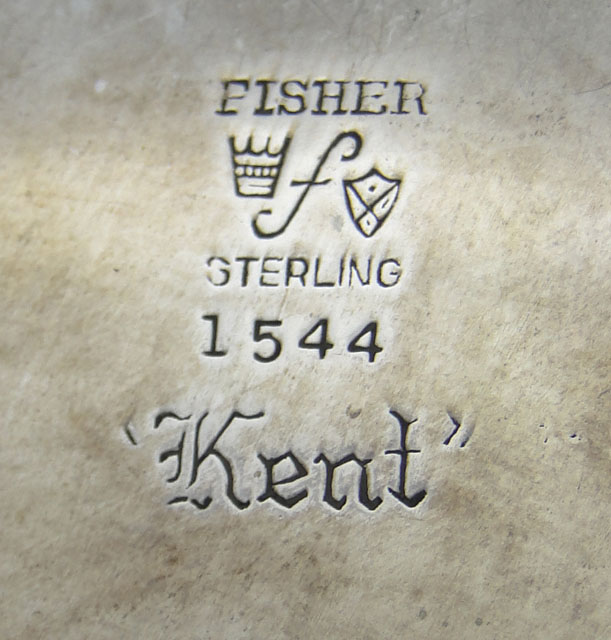 FISHER
f
STERLING
1544
"Kent"